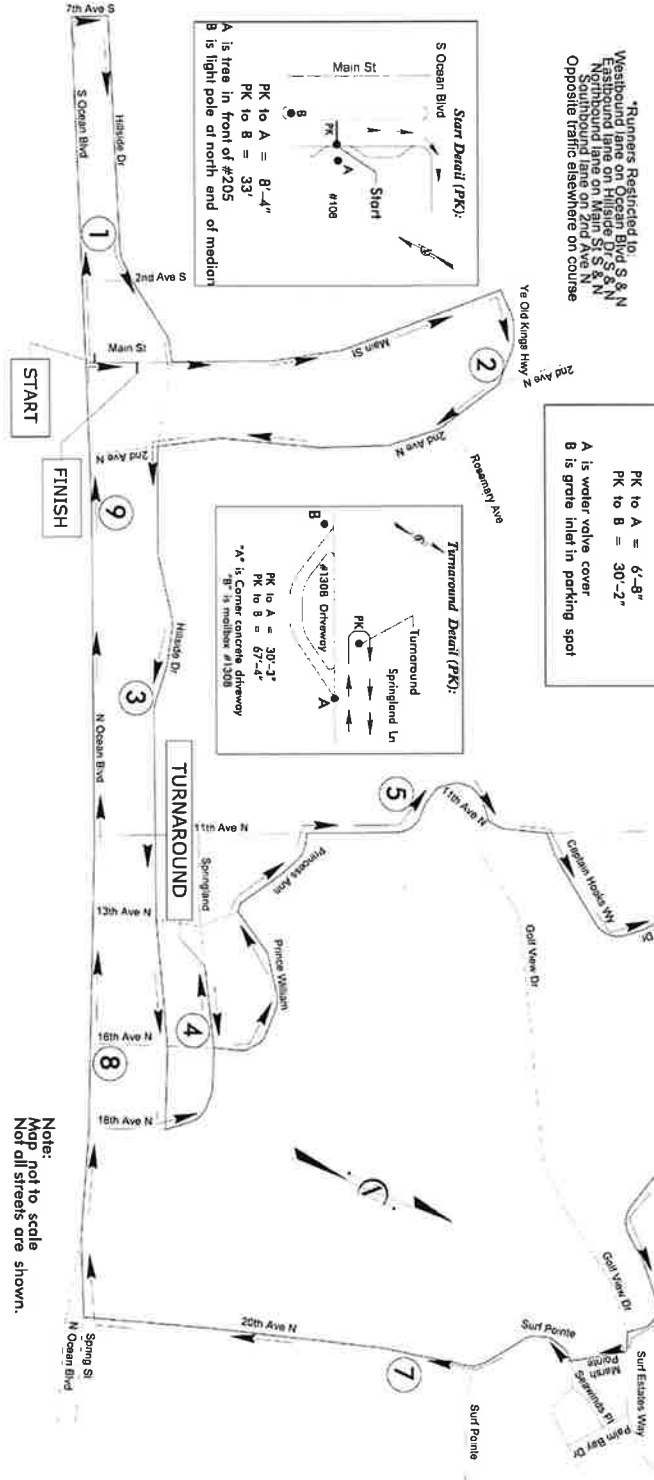 *Runners Restricted to:
Westbound lane on Ocean Blvd S & N
Eastbound lane on Hillside Dr S & N
Northbound lane on Main St S & N
Southbound lane on 2nd Ave N
Opposite traffic elsewhere on course
PK to A = 6'-8"
PK to B = 30'-2"
A is water valve cover
B is grate inlet in parking spot
Start Detail (PK):
S Ocean Blvd
Main St
B
PK
A
Start
#106
PK to A = 8'-4"
PK to B = 33'
A is tree in front of #205
B is light pole at north end of median
Turnaround Detail (PK):
Turnaround
Springland Ln
PK
#1308 Driveway
B
A
PK to A = 30'-3"
PK to B = 67'-4"
"A" is Corner concrete driveway
"B" is mailbox #1308
7th Ave S
Hillside Dr
S Ocean Blvd
1
2nd Ave S
Main St
START
FINISH
Main St
Ye Old Kings Hwy
2
2nd Ave N
2nd Ave N
2nd Ave N
Rosemary Ave
9
Hillside Dr
3
N Ocean Blvd
TURNAROUND
11th Ave N
Springland
13th Ave N
Princess Ann
Prince William
5
11th Ave N
Captain Hooks Wy
Dr
Golf View Dr
4
16th Ave N
8
18th Ave N
Golf View Dr
Surf Pointe
Marsh Pointe
Surf Estates Way
Seawinds Pl
Palm Bay Dr
20th Ave N
7
Surf Pointe
Spring St
N Ocean Blvd
Note:
Map not to scale
Not all streets are shown.